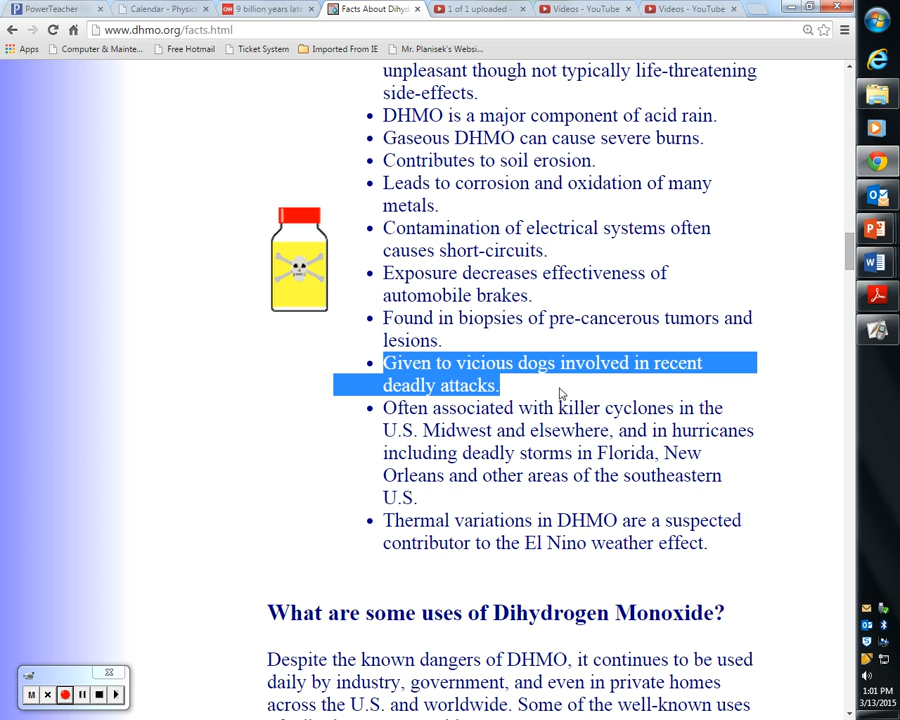 PowerTeacher
Calendar - Physic
9 billion years late
Facts About Dihyd
1 of 1 uploaded -
Videos - YouTube
Videos - YouTube
www.dhmo.org/facts.html
Apps
Computer & Mainte...
Free Hotmail
Ticket System
Imported From IE
Mr. Planisek's Websi...
unpleasant though not typically life-threatening
side-effects.
DHMO is a major component of acid rain.
Gaseous DHMO can cause severe burns.
Contributes to soil erosion.
Leads to corrosion and oxidation of many
metals.
Contamination of electrical systems often
causes short-circuits.
Exposure decreases effectiveness of
automobile brakes.
Found in biopsies of pre-cancerous tumors and
lesions.
Given to vicious dogs involved in recent
deadly attacks.
Often associated with killer cyclones in the
U.S. Midwest and elsewhere, and in hurricanes
including deadly storms in Florida, New
Orleans and other areas of the southeastern
U.S.
Thermal variations in DHMO are a suspected
contributor to the El Nino weather effect.
What are some uses of Dihydrogen Monoxide?
Despite the known dangers of DHMO, it continues to be used
daily by industry, government, and even in private homes
across the U.S. and worldwide. Some of the well-known uses
M
1:01 PM
3/13/2015